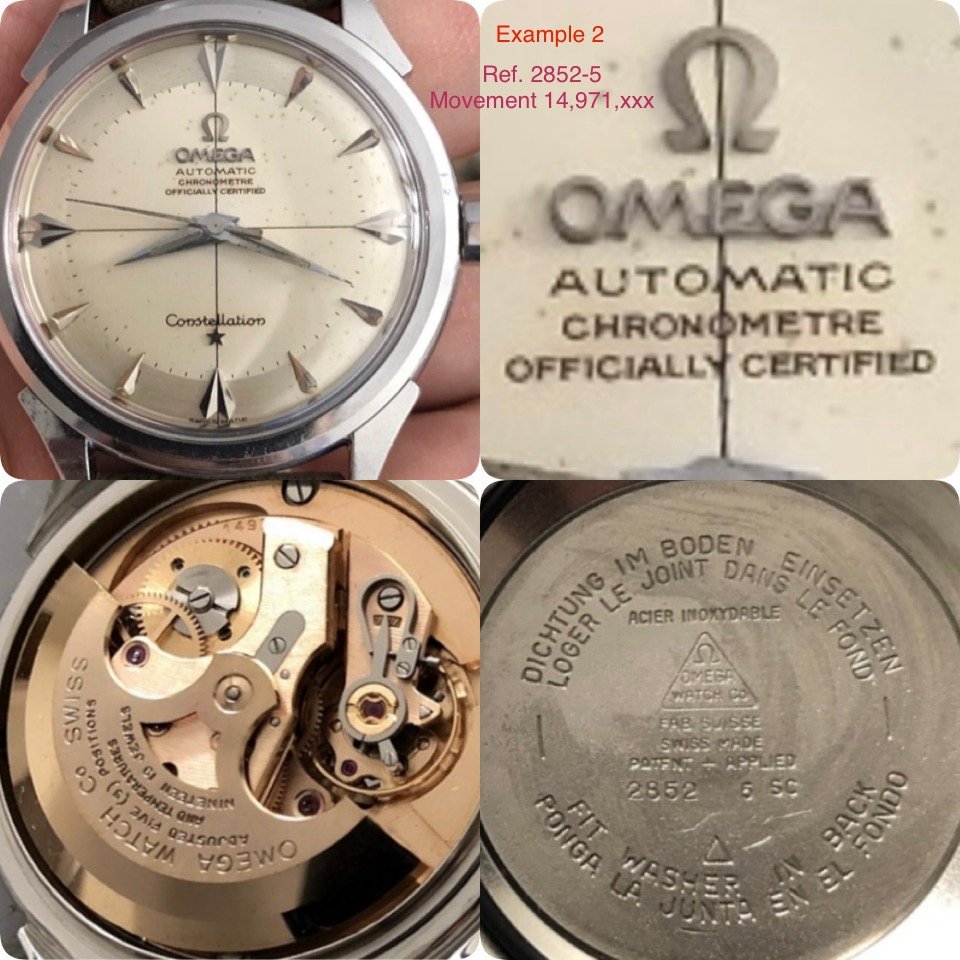 Example 2
Ref. 2852-5
Movement 14,971,xxx
Ω
OMEGA
AUTOMATIC
CHRONOMETRE
OFFICIALLY CERTIFIED
Constellation
SWISS MADE
Ω
OMEGA
AUTOMATIC
CHRONOMETRE
OFFICIALLY CERTIFIED
OMEGA WATCH Co SWISS
ADJUSTED FIVE (5) POSITIONS
AND TEMPERATURES
NINETEEN 19 JEWELS
DICHTUNG IM BODEN EINSETZEN
LOGER LE JOINT DANS LE FOND
ACIER INOXYDABLE
Ω
OMEGA
WATCH CO
FAB. SUISSE
SWISS MADE
PATENT + APPLIED
2852 6 SC
FIT WASHER IN BACK
PONGA LA JUNTA EN EL FONDO